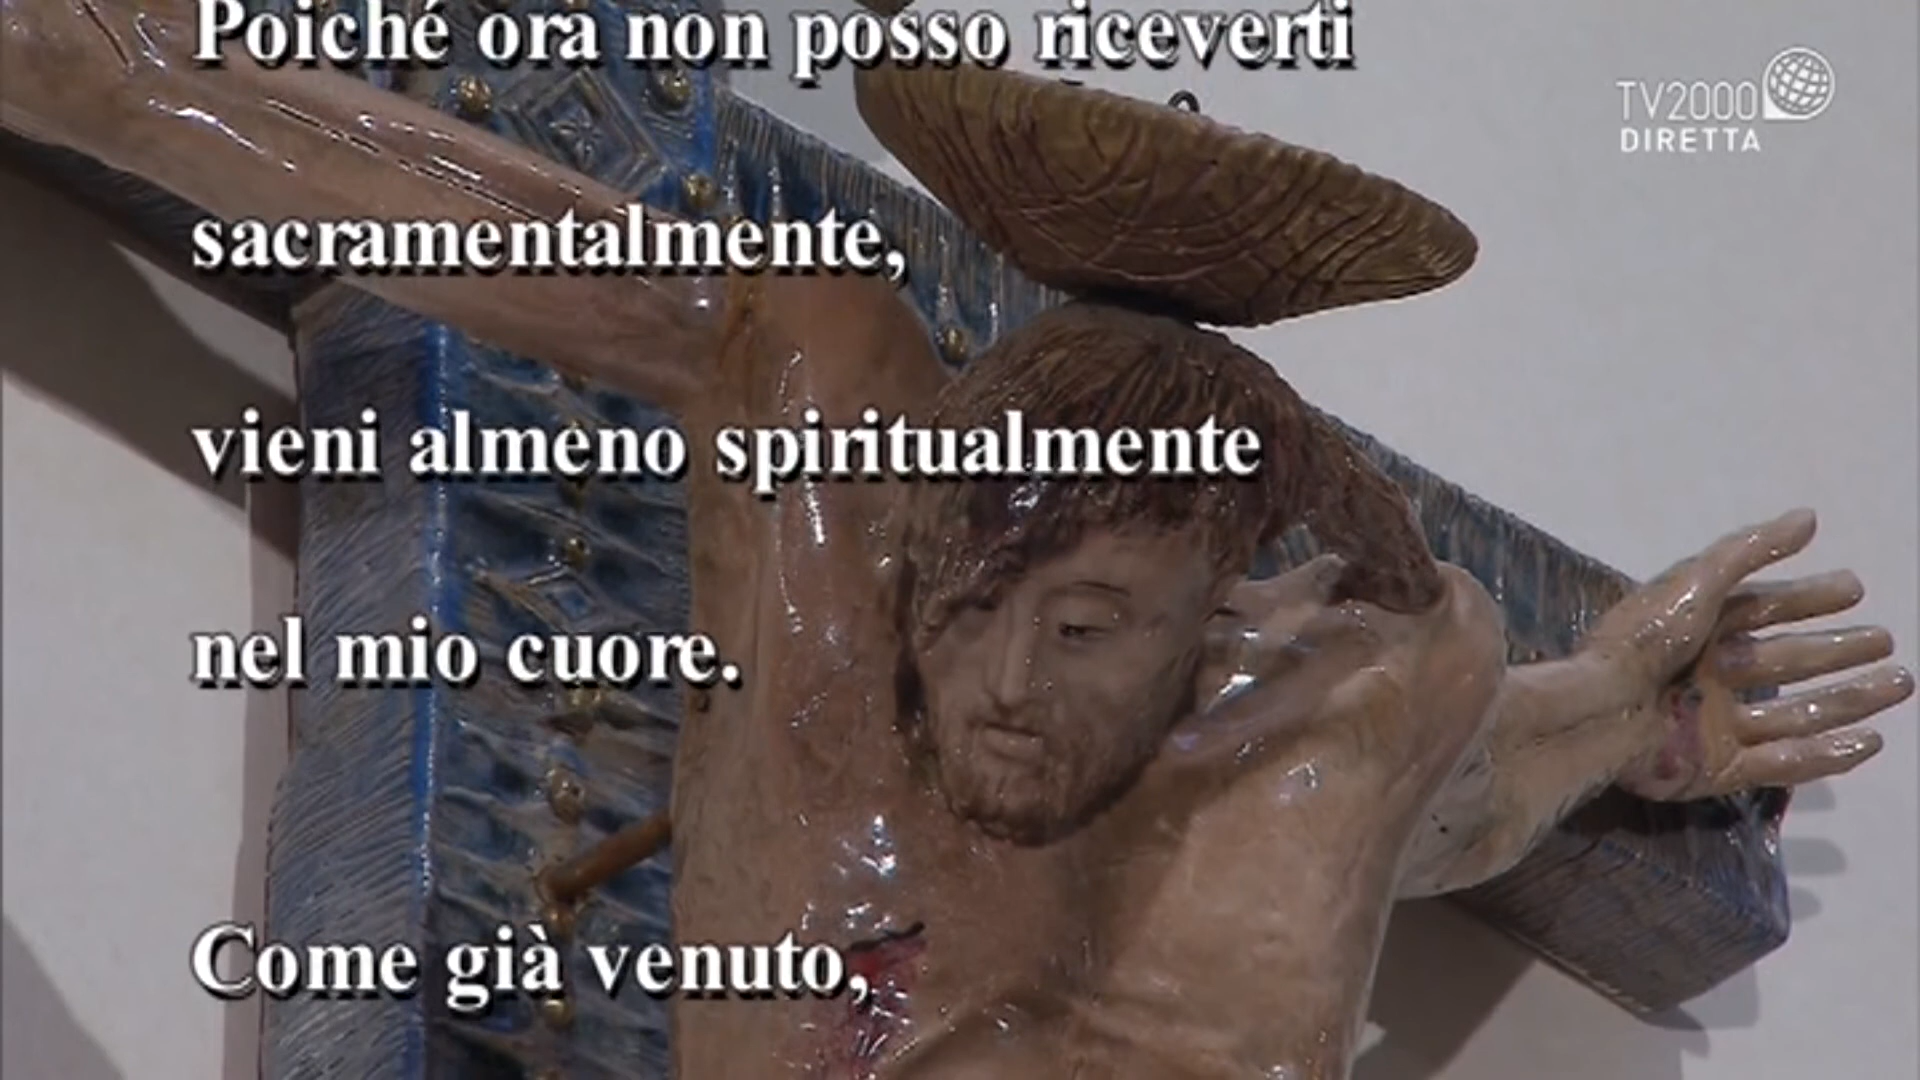 Poiché ora non posso riceverti
TV2000
DIRETTA
sacramentalmente,
vieni almeno spiritualmente
nel mio cuore.
Come già venuto,